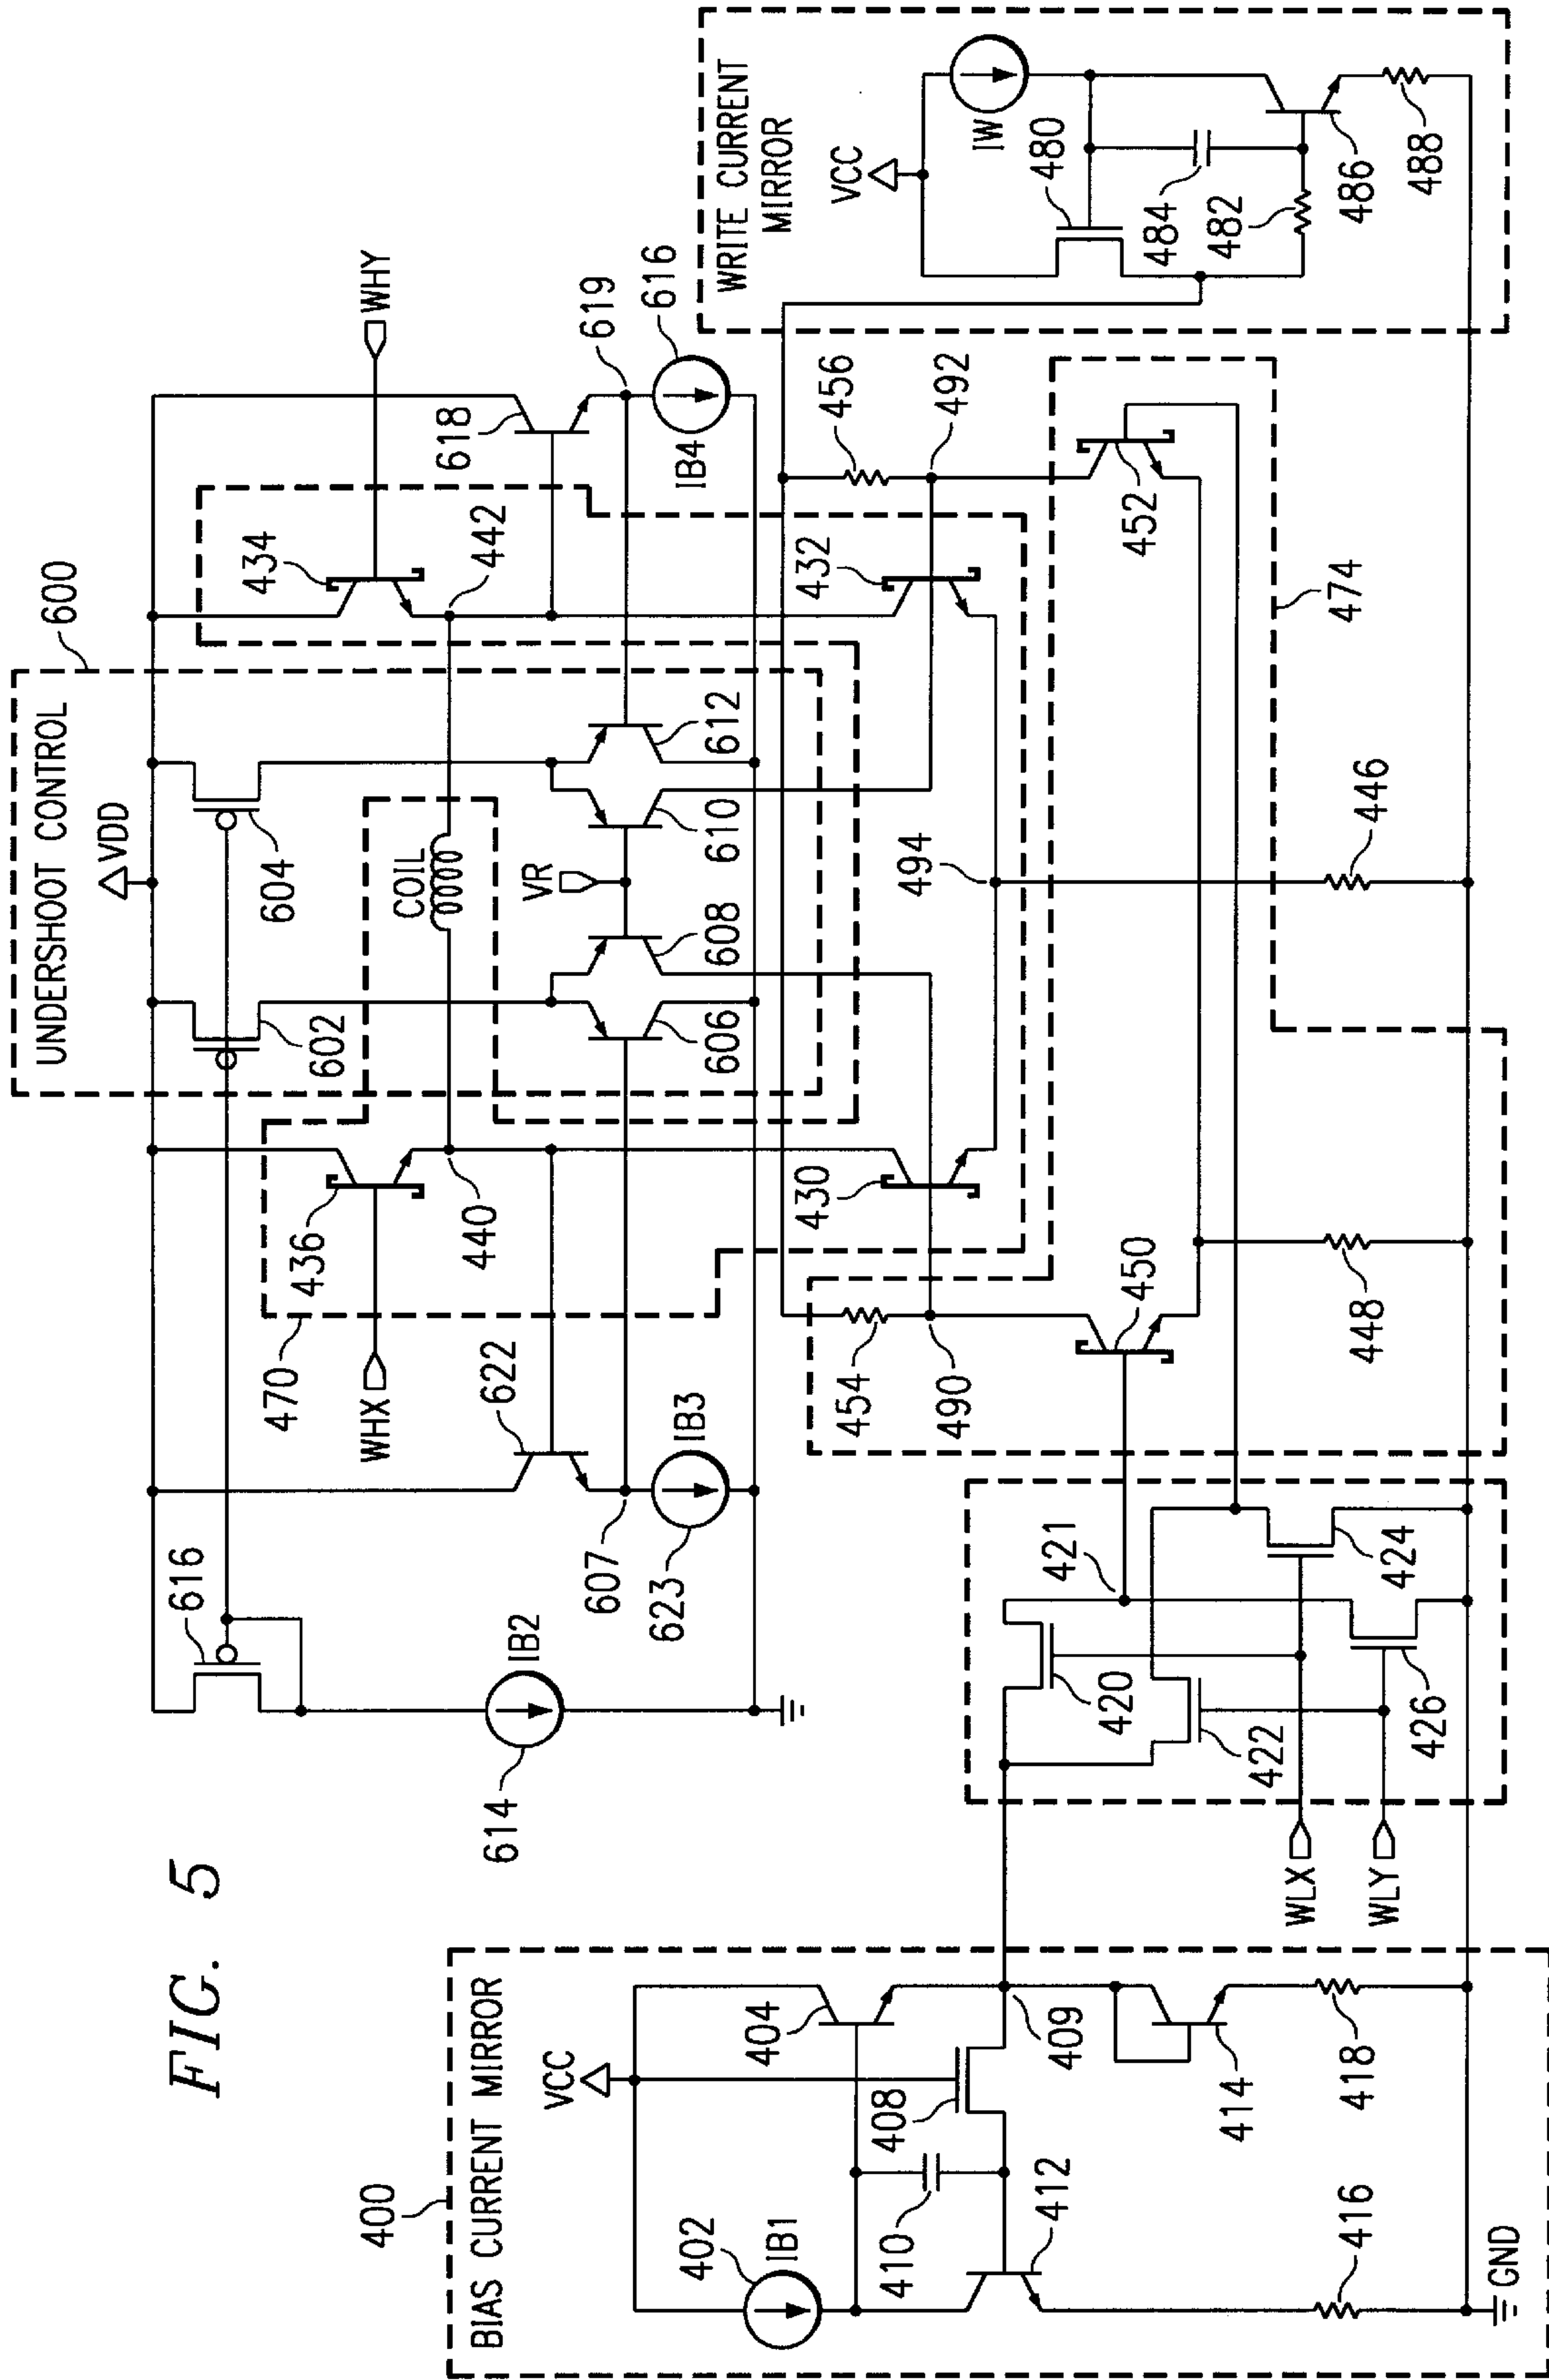 FIG. 5
400
BIAS CURRENT MIRROR
VCC
402
IB1
404
408
409
410
412
414
416
418
GND
UNDERSHOOT CONTROL
600
VDD
616
602
604
614
IB2
470
WHX
436
440
COIL
434
442
WHY
622
607
623
IB3
606
608
VR
610
612
618
619
616
IB4
430
432
494
454
490
456
492
450
452
474
446
448
420
421
422
424
426
WLX
WLY
WRITE CURRENT
MIRROR
VCC
IW
480
484
482
486
488